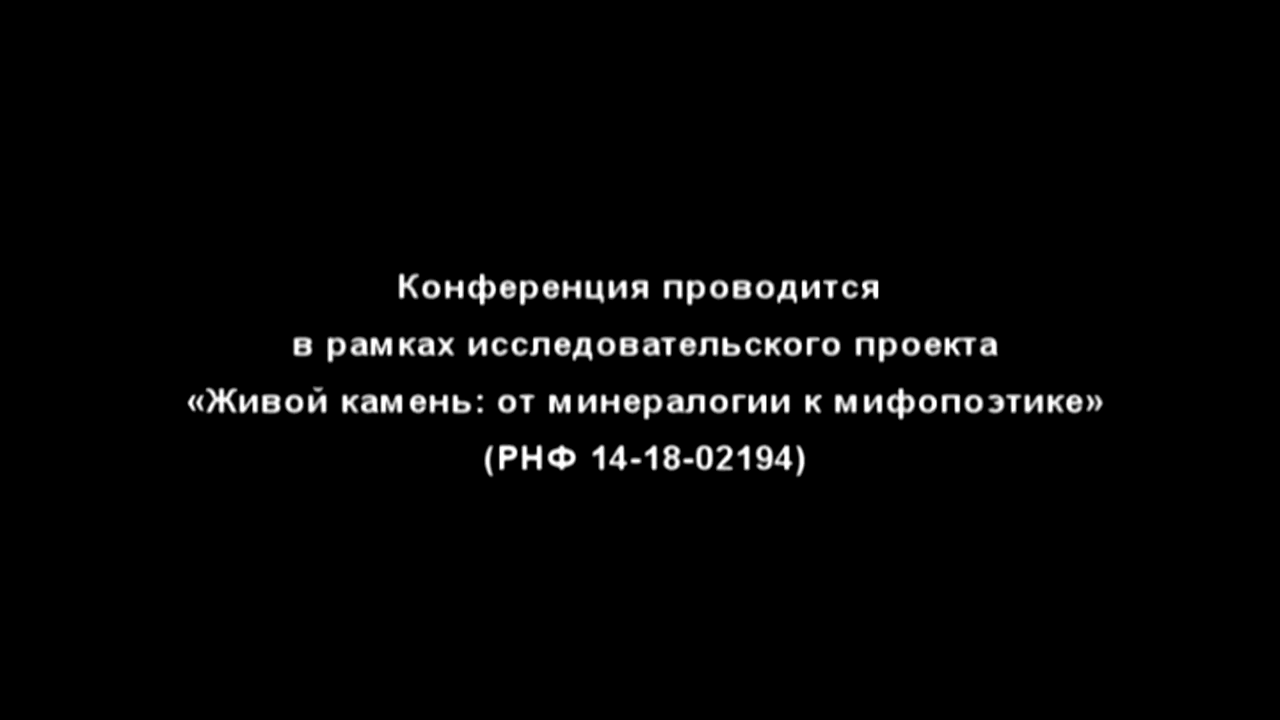 Конференция проводится
в рамках исследовательского проекта
«Живой камень: от минералогии к мифопоэтике»
(РНФ 14-18-02194)